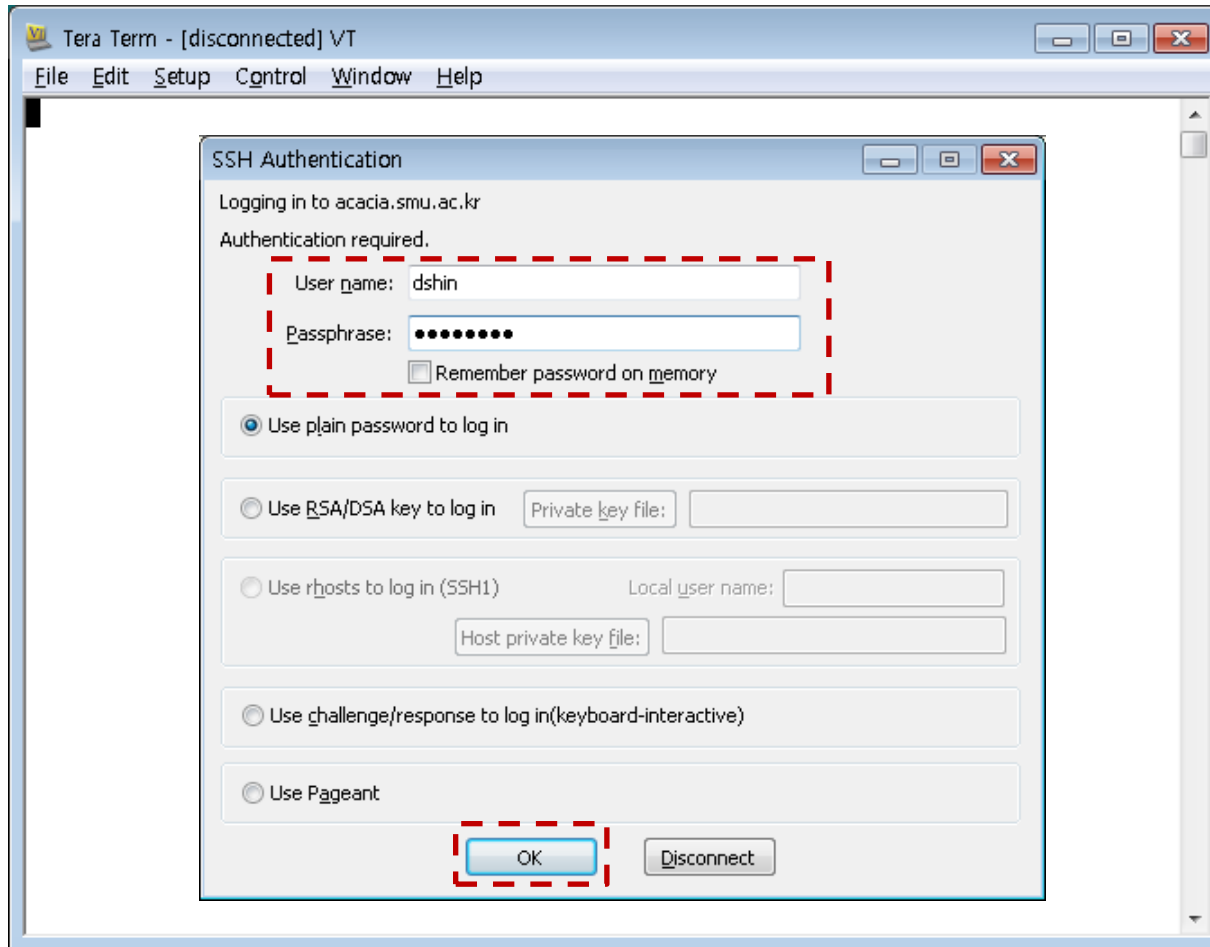 Tera Term - [disconnected] VT
File Edit Setup Control Window Help
SSH Authentication
Logging in to acacia.smu.ac.kr
Authentication required.
User name: dshin
Passphrase: ●●●●●●●●
Remember password on memory
Use plain password to log in
Use RSA/DSA key to log in Private key file:
Use rhosts to log in (SSH1) Local user name:
Host private key file:
Use challenge/response to log in(keyboard-interactive)
Use Pageant
OK Disconnect